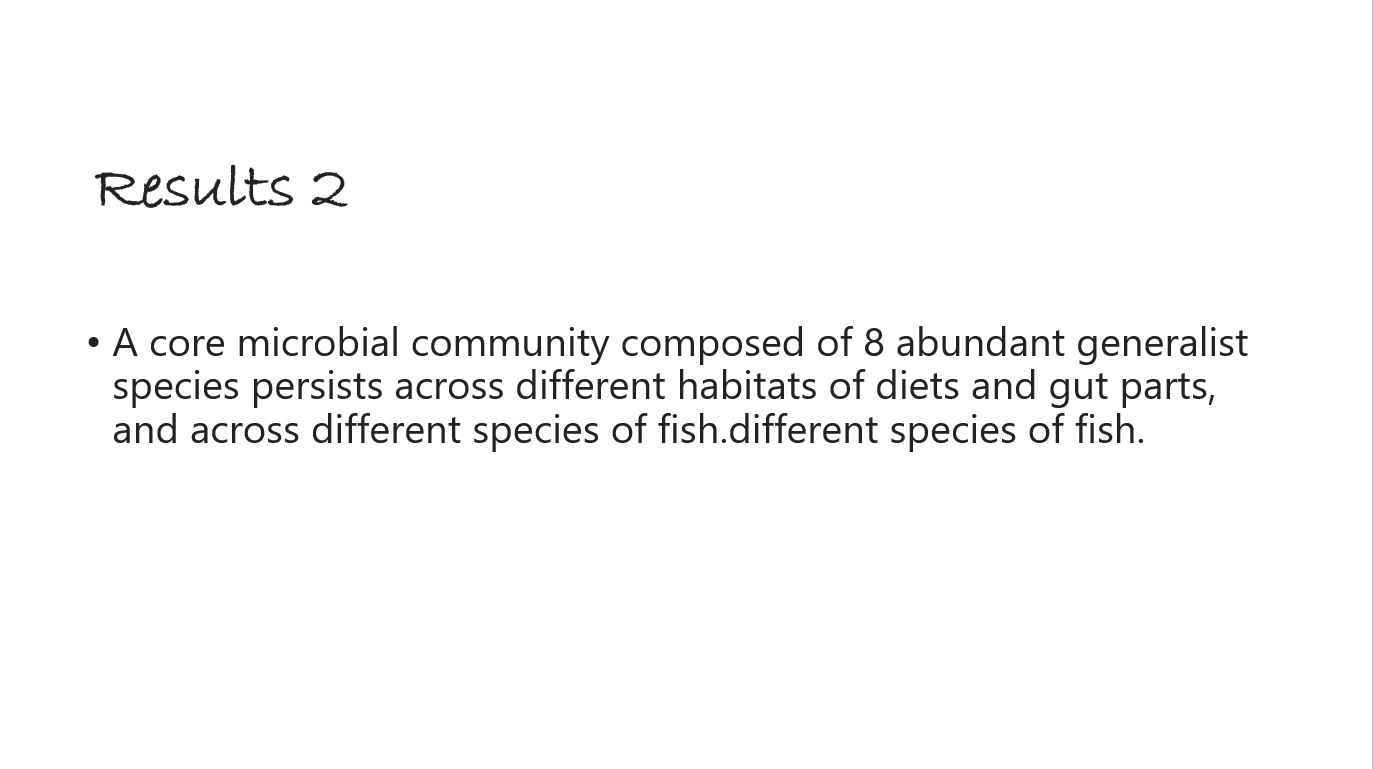 Results 2
• A core microbial community composed of 8 abundant generalist
species persists across different habitats of diets and gut parts,
and across different species of fish.different species of fish.